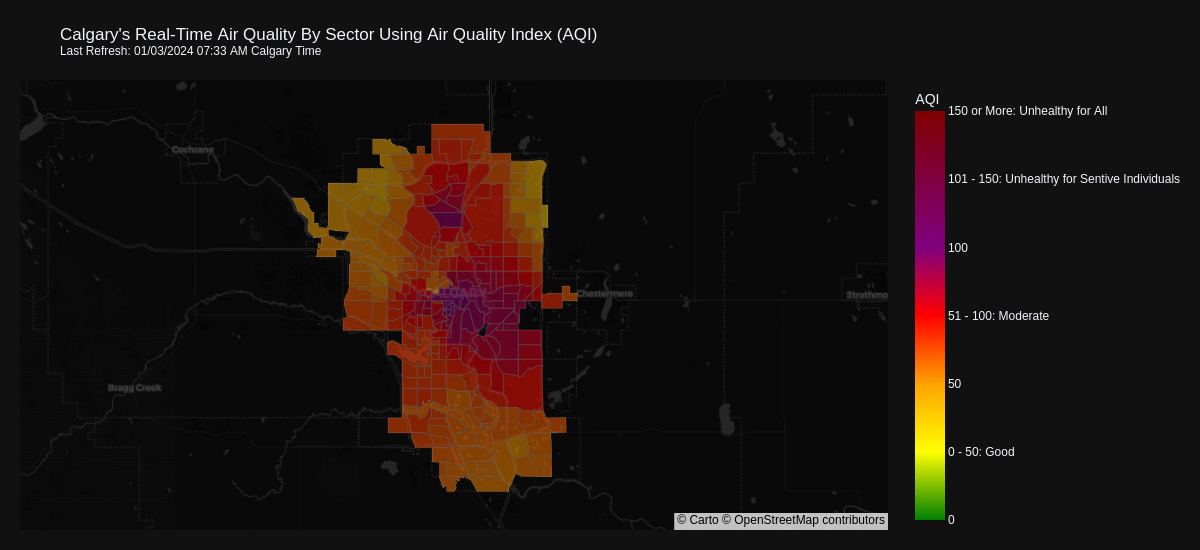 Calgary's Real-Time Air Quality By Sector Using Air Quality Index (AQI)
Last Refresh: 01/03/2024 07:33 AM Calgary Time
AQI
150 or More: Unhealthy for All
101 - 150: Unhealthy for Sentive Individuals
100
51 - 100: Moderate
50
0 - 50: Good
0
Cochrane
CALGARY
Chestermere
Strathmo
Bragg Creek
© Carto © OpenStreetMap contributors